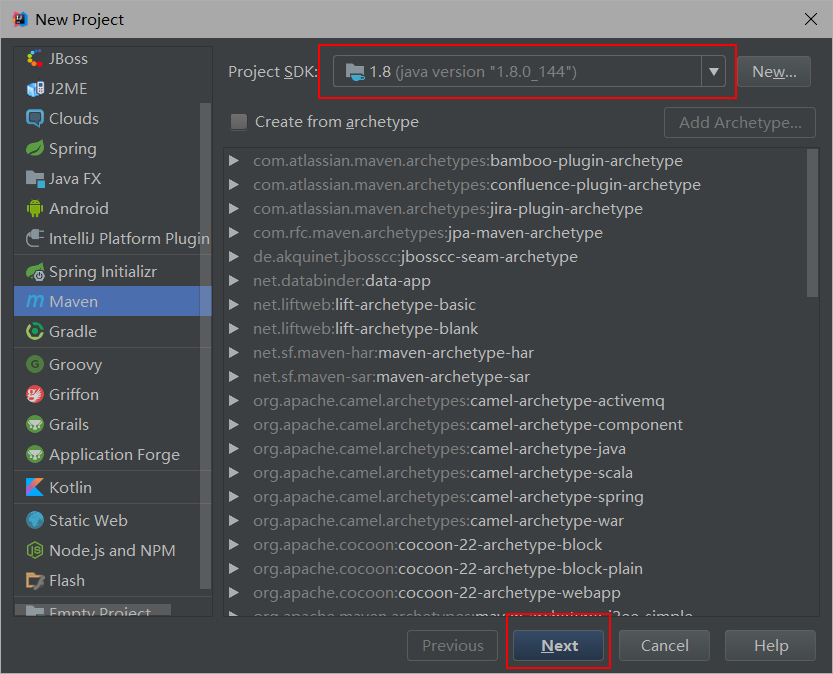 New Project
JBoss
J2ME
Clouds
Spring
Java FX
Android
IntelliJ Platform Plugin
Spring Initializr
Maven
Gradle
Groovy
Griffon
Grails
Application Forge
Kotlin
Static Web
Node.js and NPM
Flash
Empty Project
Project SDK: 1.8 (java version "1.8.0_144") New...
Create from archetype Add Archetype...
com.atlassian.maven.archetypes:bamboo-plugin-archetype
com.atlassian.maven.archetypes:confluence-plugin-archetype
com.atlassian.maven.archetypes:jira-plugin-archetype
com.rfc.maven.archetypes:jpa-maven-archetype
de.akquinet.jbosscc:jbosscc-seam-archetype
net.databinder:data-app
net.liftweb:lift-archetype-basic
net.liftweb:lift-archetype-blank
net.sf.maven-har:maven-archetype-har
net.sf.maven-sar:maven-archetype-sar
org.apache.camel.archetypes:camel-archetype-activemq
org.apache.camel.archetypes:camel-archetype-component
org.apache.camel.archetypes:camel-archetype-java
org.apache.camel.archetypes:camel-archetype-scala
org.apache.camel.archetypes:camel-archetype-spring
org.apache.camel.archetypes:camel-archetype-war
org.apache.cocoon:cocoon-22-archetype-block
org.apache.cocoon:cocoon-22-archetype-block-plain
org.apache.cocoon:cocoon-22-archetype-webapp
org.apache.maven.archetypes:maven-archetype-j2ee-simple
Previous Next Cancel Help